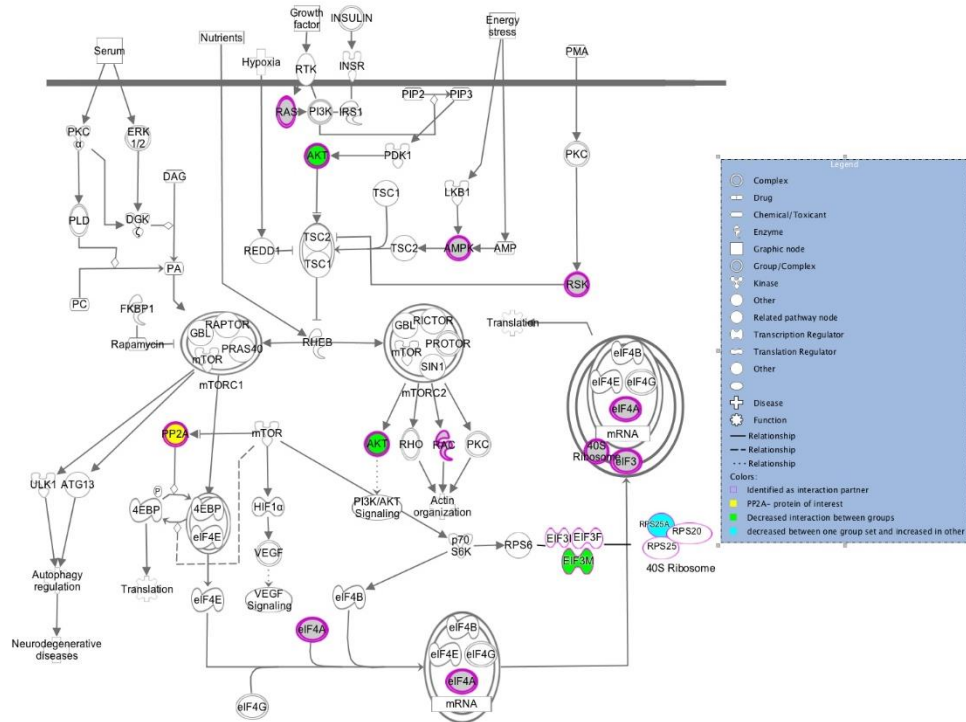 Serum
Nutrients
Growth
factor
INSULIN
Energy
stress
PMA
Hypoxia
RTK
INSR
RAS
PI3K
IRS1
PIP2
PIP3
PKC
α
ERK
1/2
AKT
PDK1
PKC
DAG
LKB1
TSC1
PLD
DGK
ζ
TSC2
TSC1
REDD1
TSC2
AMPK
AMP
PA
RSK
PC
FKBP1
Translation
Rapamycin
GBL
RAPTOR
mTOR
PRAS40
mTORC1
RHEB
GBL
RICTOR
mTOR
PROTOR
SIN1
mTORC2
eIF4B
eIF4E
eIF4G
eIF4A
mRNA
40S
Ribosome
eIF3
PP2A
mTOR
AKT
RHO
RAC
PKC
ULK1
ATG13
P
4EBP
4EBP
eIF4E
HIF1α
PI3K/AKT
Signaling
Actin
organization
VEGF
p70
S6K
RPS6
EIF3I
EIF3F
EIF3M
RPS25A
RPS20
RPS25
40S Ribosome
Autophagy
regulation
Translation
VEGF
Signaling
eIF4E
eIF4B
Neurodegenerative
diseases
eIF4A
eIF4B
eIF4E
eIF4G
eIF4A
mRNA
eIF4G
Legend
Complex
Drug
Chemical/Toxicant
Enzyme
Graphic node
Group/Complex
Kinase
Other
Related pathway node
Transcription Regulator
Translation Regulator
Other
Disease
Function
Relationship
Relationship
Relationship
Colors:
Identified as interaction partner
PP2A- protein of interest
Decreased interaction between groups
decreased between one group set and increased in other